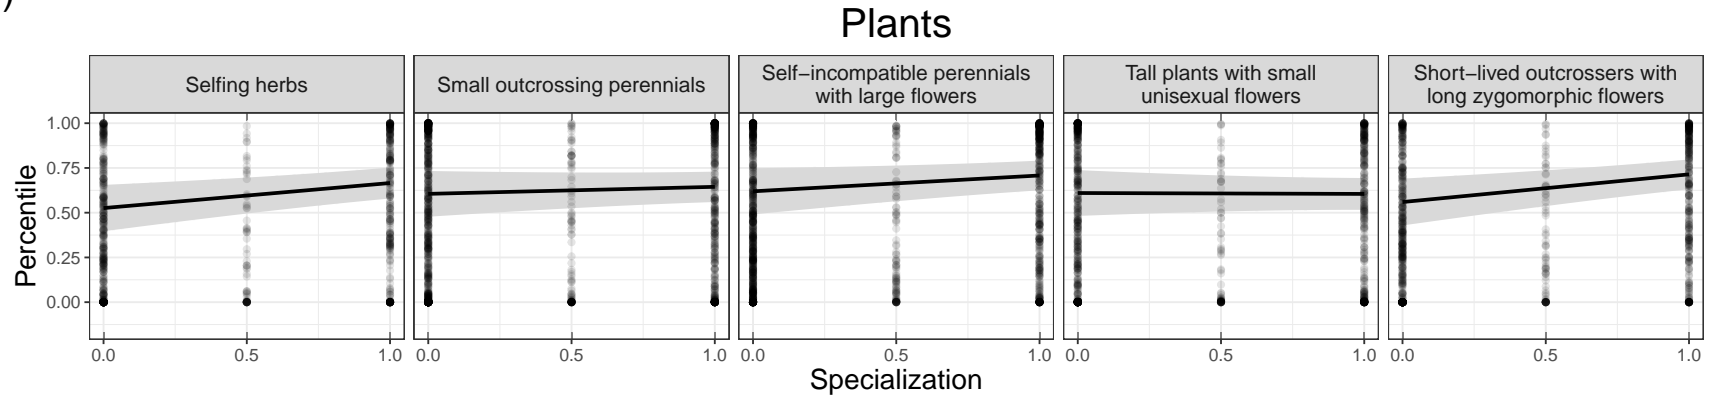 )
Plants
Selfing herbs
Small outcrossing perennials
Self−incompatible perennials
with large flowers
Tall plants with small
unisexual flowers
Short−lived outcrossers with
long zygomorphic flowers
Percentile
1.00
0.75
0.50
0.25
0.00
0.0 0.5 1.0
0.0 0.5 1.0
0.0 0.5 1.0
0.0 0.5 1.0
0.0 0.5 1.0
Specialization